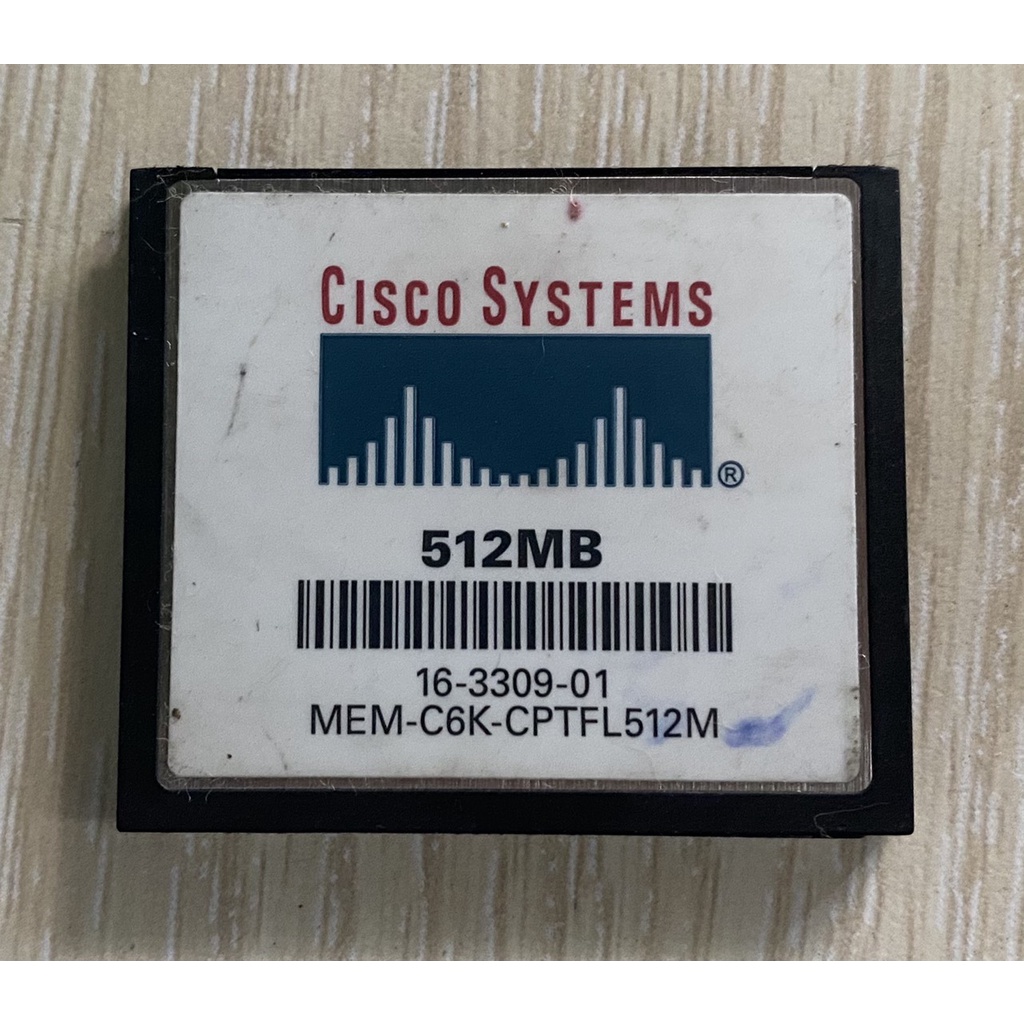 CISCO SYSTEMS
®
512MB
16-3309-01
MEM-C6K-CPTFL512M